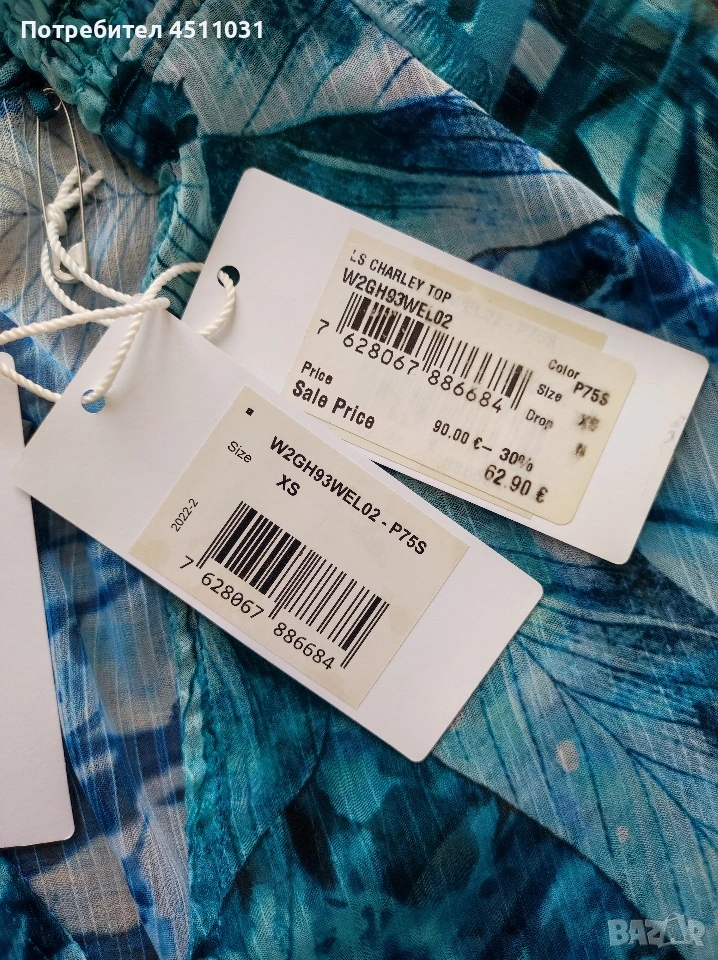 Потребител 4511031
LS CHARLEY TOP
W2GH93WEL02
7 628067 886684
Color P75S
Size XS
Drop N
Price 90.00 €– 30%
Sale Price 62.90 €
W2GH93WEL02 - P75S
Size XS
2022-2
7 628067 886684
BAZAR